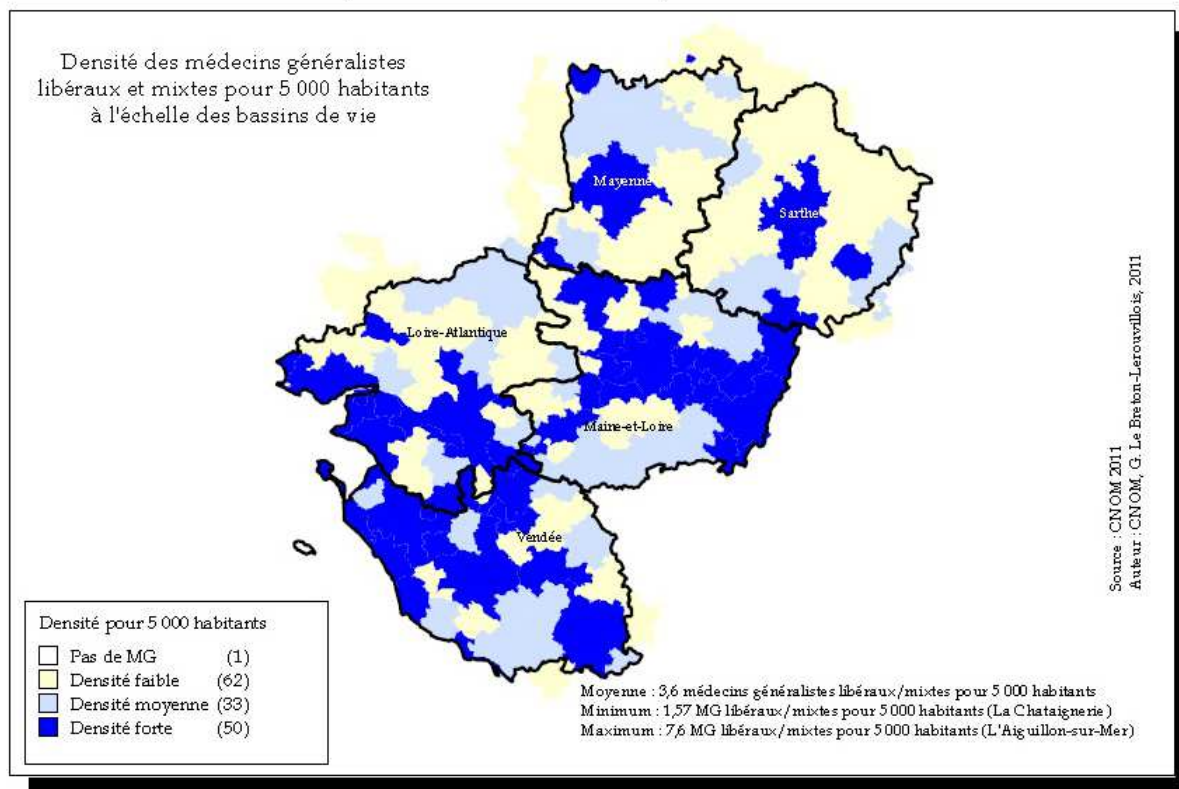 Densité des médecins généralistes
libéraux et mixtes pour 5 000 habitants
à l'échelle des bassins de vie
Mayenne
Sarthe
Loire-Atlantique
Maine-et-Loire
Vendée
Source : CNOM 2011
Auteur : CNOM, G. Le Breton-Lerouvillois, 2011
Densité pour 5 000 habitants
Pas de MG (1)
Densité faible (62)
Densité moyenne (33)
Densité forte (50)
Moyenne : 3,6 médecins généralistes libéraux/mixtes pour 5 000 habitants
Minimum : 1,57 MG libéraux/mixtes pour 5 000 habitants (La Chataignerie)
Maximum : 7,6 MG libéraux/mixtes pour 5 000 habitants (L'Aiguillon-sur-Mer)